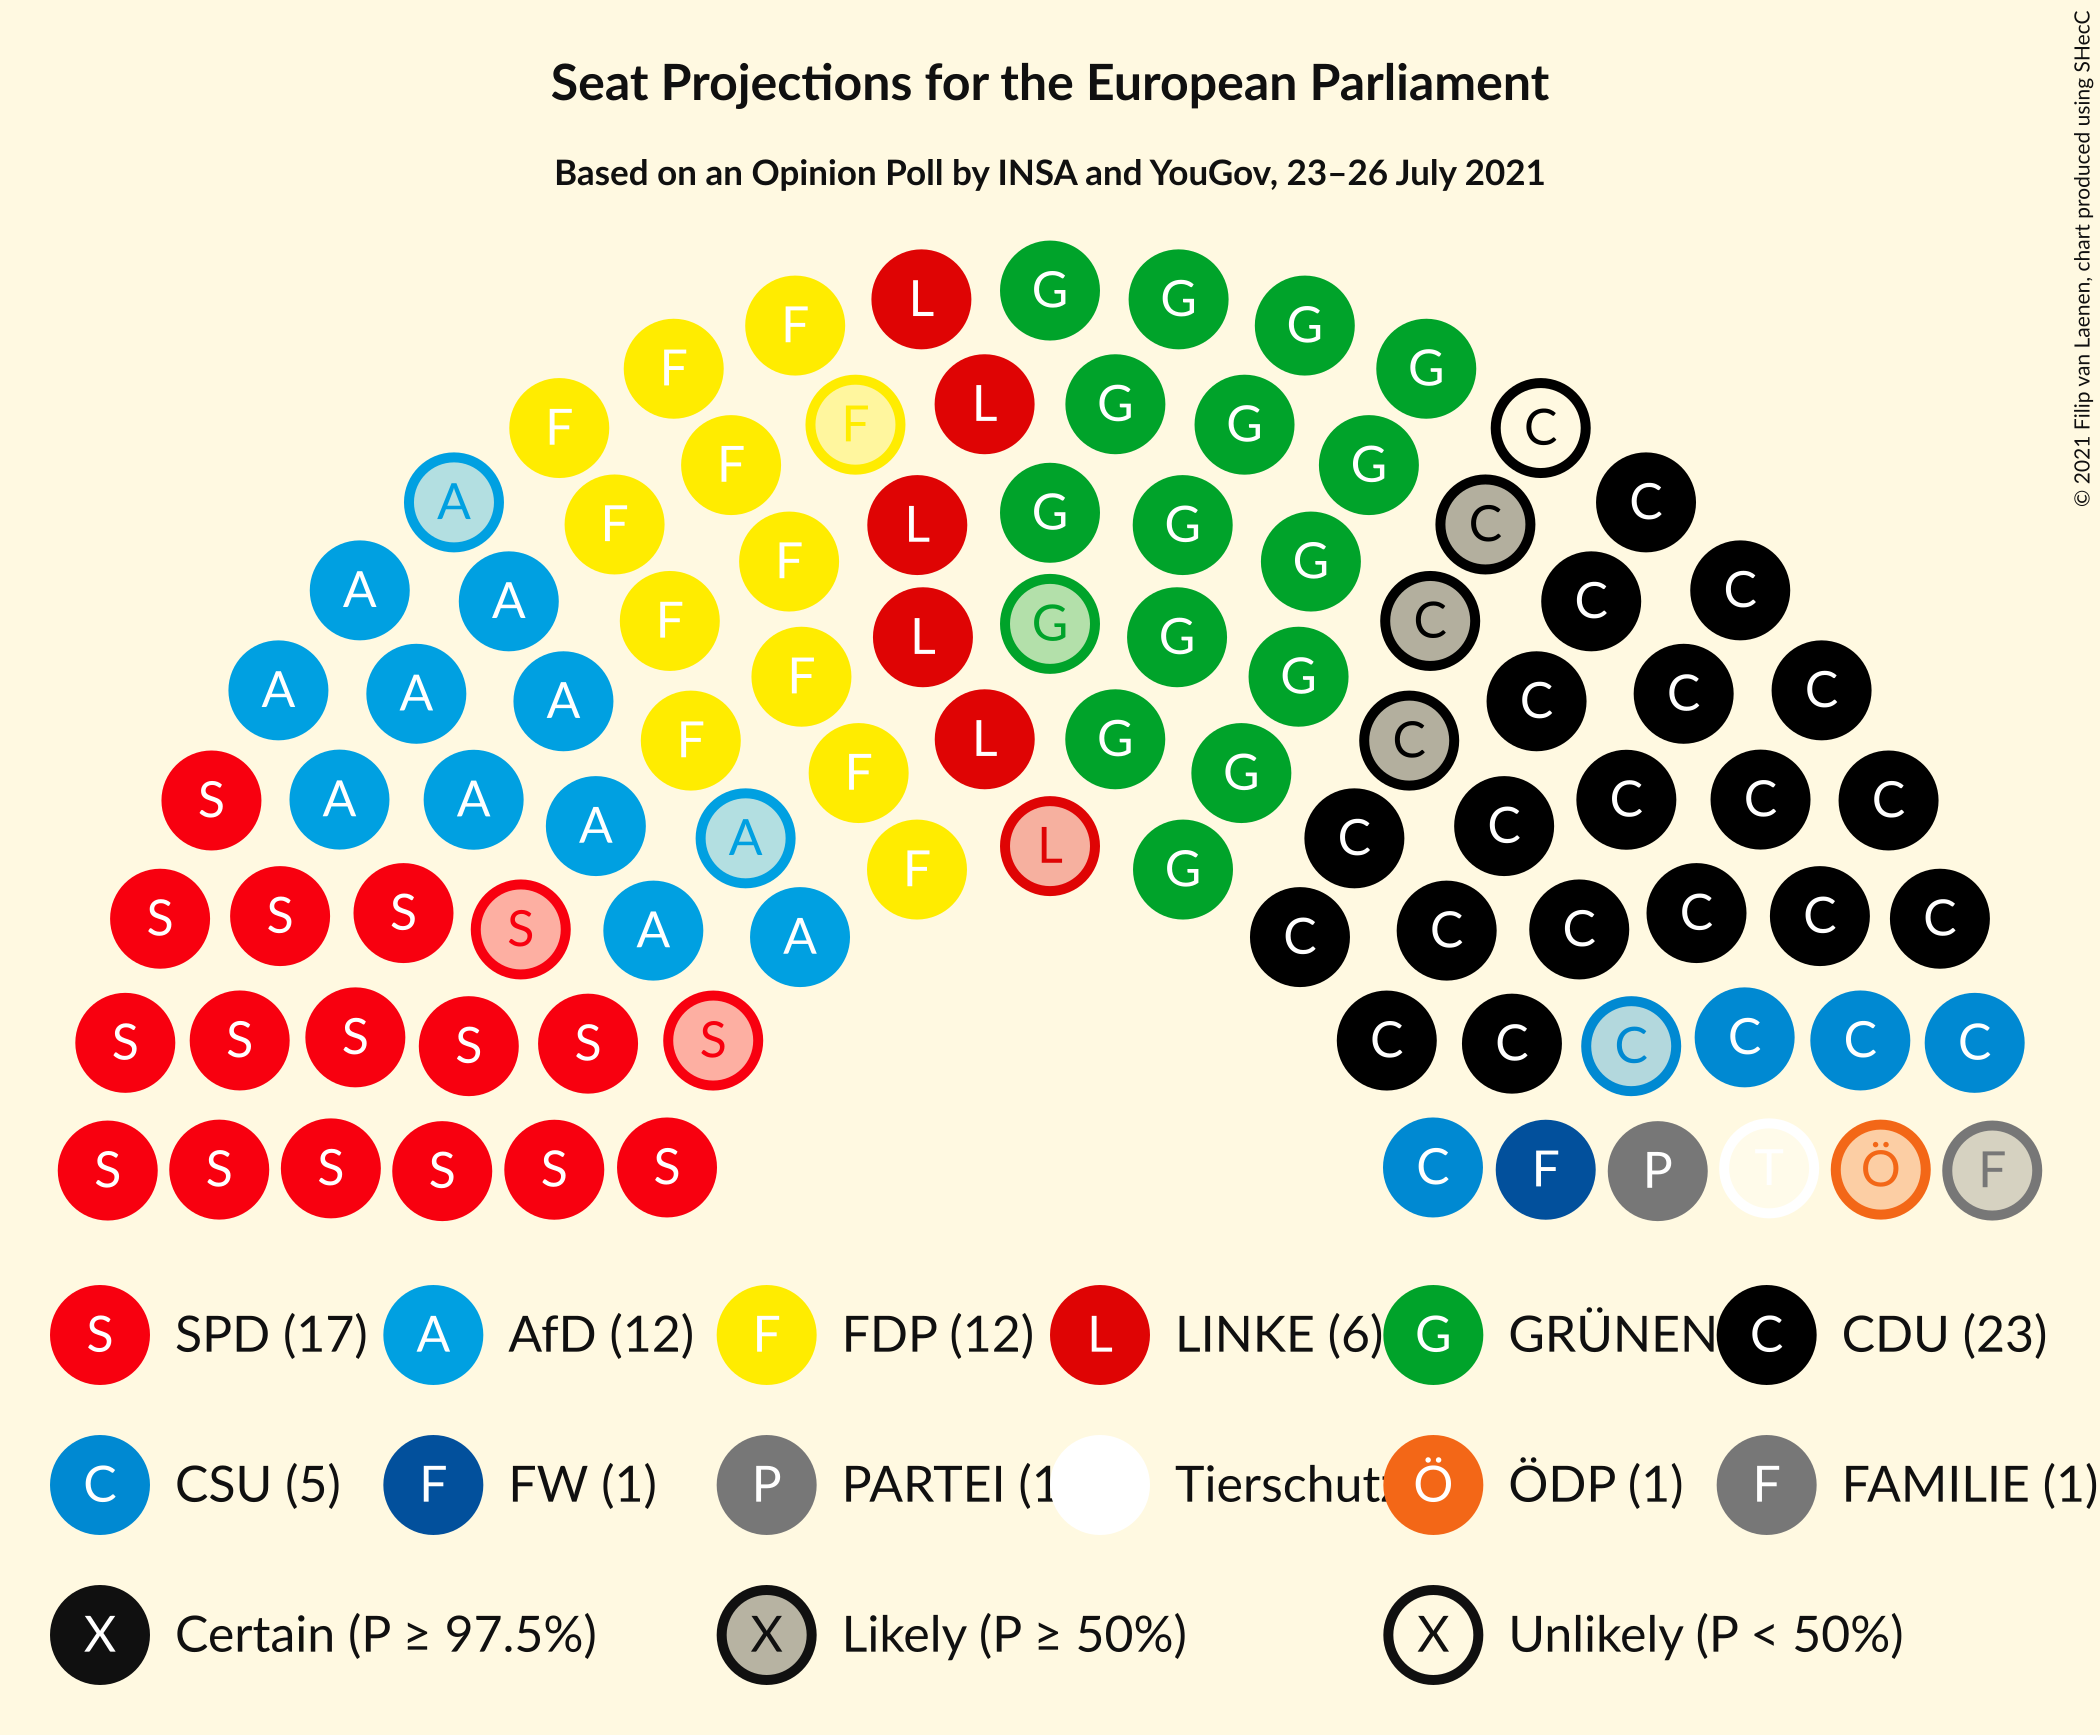 Seat Projections for the European Parliament
Based on an Opinion Poll by INSA and YouGov, 23–26 July 2021
© 2021 Filip van Laenen, chart produced using SHecC
L G G G
F G
F L G F G
F F G C
A F L G G G C C
F F G
A A F L G G G C C C
F G
A A A F L G F G C C C C
S A A A A F L G C C C C C
S S S S A A F G C C C C C C
S S S S S S C C C C C C
S S S S S S C F P T Ö F
S SPD (17) A AfD (12) F FDP (12) L LINKE (6) G GRÜNEN C CDU (23)
C CSU (5) F FW (1) P PARTEI (1 Tierschutz Ö ÖDP (1) F FAMILIE (1)
X Certain (P ≥ 97.5%) X Likely (P ≥ 50%) X Unlikely (P < 50%)